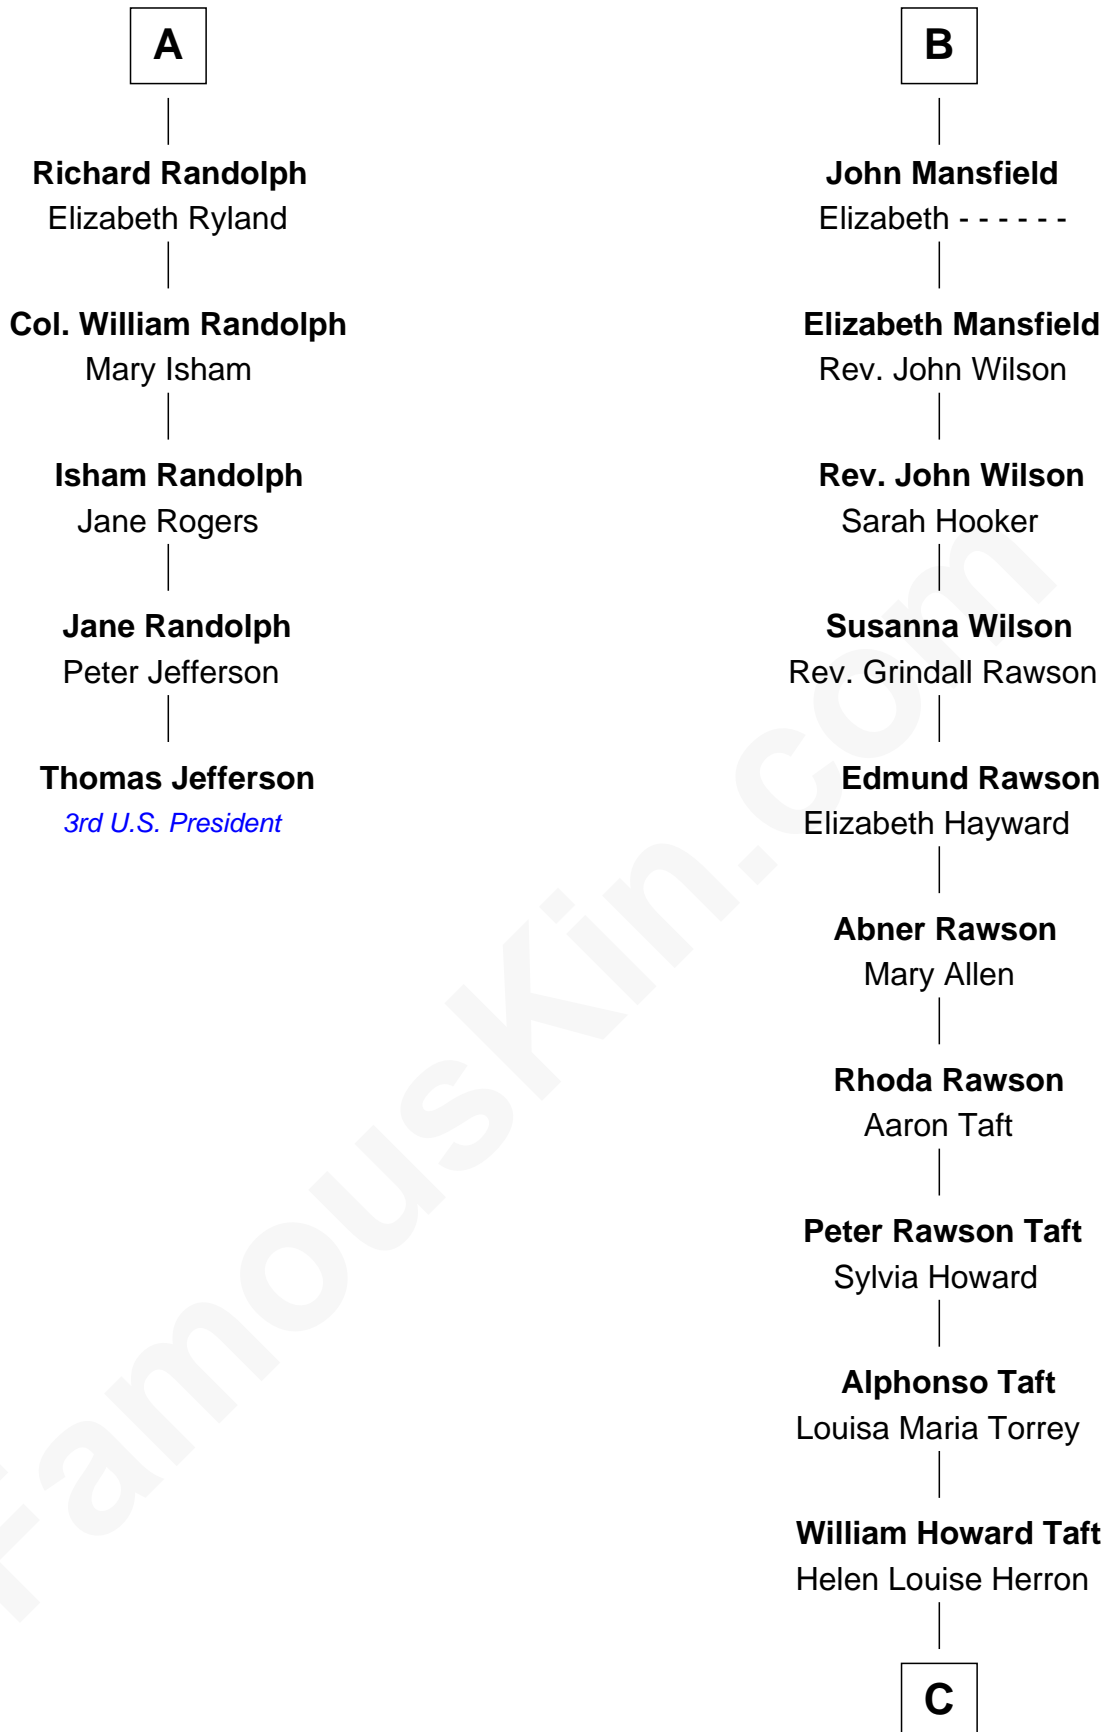 A
Richard Randolph
Elizabeth Ryland
Col. William Randolph
Mary Isham
Isham Randolph
Jane Rogers
Jane Randolph
Peter Jefferson
Thomas Jefferson
3rd U.S. President
B
John Mansfield
Elizabeth - - - - - -
Elizabeth Mansfield
Rev. John Wilson
Rev. John Wilson
Sarah Hooker
Susanna Wilson
Rev. Grindall Rawson
Edmund Rawson
Elizabeth Hayward
Abner Rawson
Mary Allen
Rhoda Rawson
Aaron Taft
Peter Rawson Taft
Sylvia Howard
Alphonso Taft
Louisa Maria Torrey
William Howard Taft
Helen Louise Herron
C
FamousKin.com